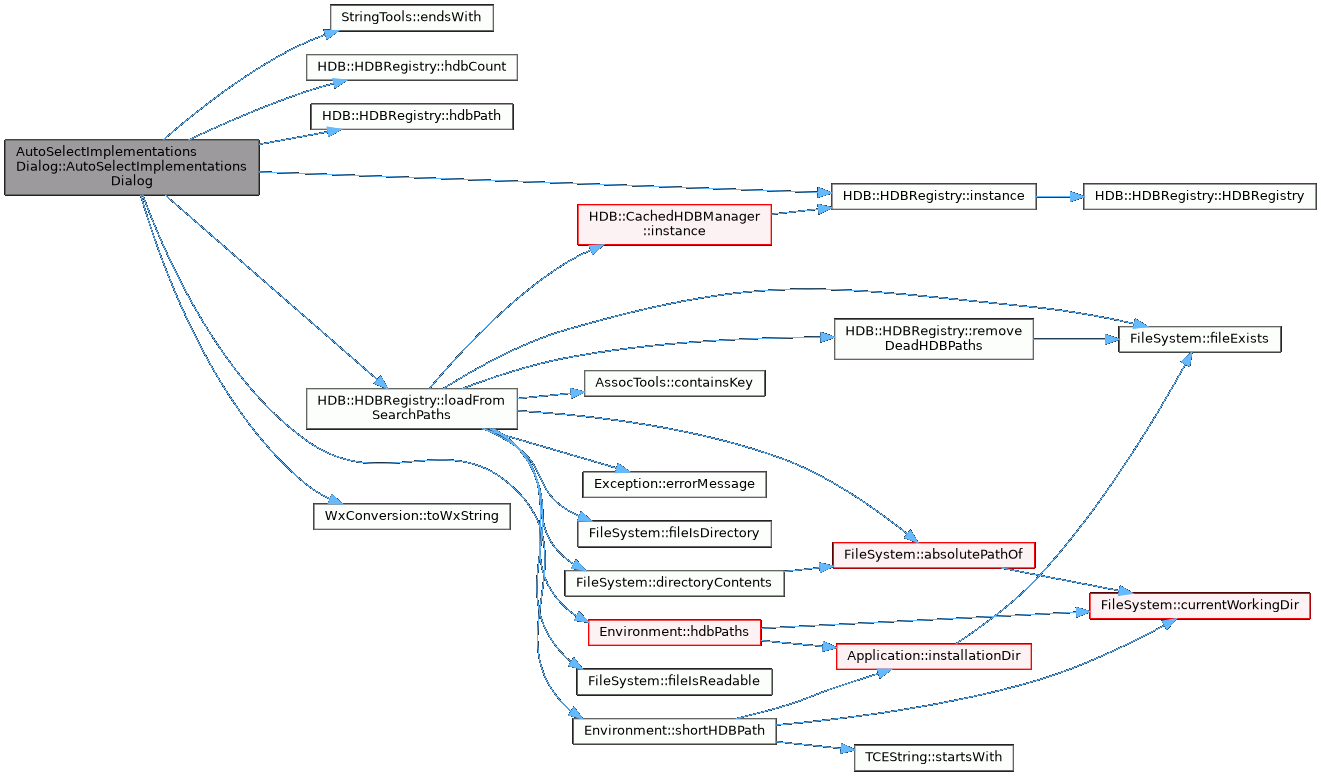 StringTools::endsWith
HDB::HDBRegistry::hdbCount
HDB::HDBRegistry::hdbPath
AutoSelectImplementations
Dialog::AutoSelectImplementations
Dialog
HDB::HDBRegistry::instance
HDB::HDBRegistry::HDBRegistry
HDB::CachedHDBManager
::instance
HDB::HDBRegistry::remove
DeadHDBPaths
FileSystem::fileExists
AssocTools::containsKey
HDB::HDBRegistry::loadFrom
SearchPaths
Exception::errorMessage
WxConversion::toWxString
FileSystem::fileIsDirectory
FileSystem::absolutePathOf
FileSystem::directoryContents
FileSystem::currentWorkingDir
Environment::hdbPaths
Application::installationDir
FileSystem::fileIsReadable
Environment::shortHDBPath
TCEString::startsWith